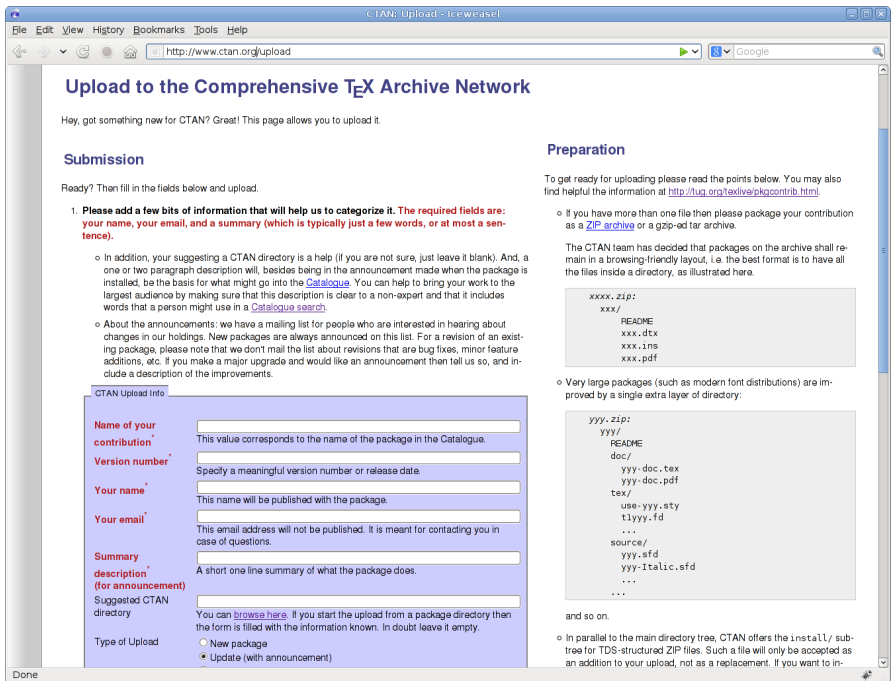 CTAN: Upload - Iceweasel
File Edit View History Bookmarks Tools Help
http://www.ctan.org/upload
Google
Upload to the Comprehensive TEX Archive Network
Hey, got something new for CTAN? Great! This page allows you to upload it.
Submission
Ready? Then fill in the fields below and upload.
1. Please add a few bits of information that will help us to categorize it. The required fields are:
your name, your email, and a summary (which is typically just a few words, or at most a sen-
tence).
In addition, your suggesting a CTAN directory is a help (if you are not sure, just leave it blank). And, a
one or two paragraph description will, besides being in the announcement made when the package is
installed, be the basis for what might go into the Catalogue. You can help to bring your work to the
largest audience by making sure that this description is clear to a non-expert and that it includes
words that a person might use in a Catalogue search.
About the announcements: we have a mailing list for people who are interested in hearing about
changes in our holdings. New packages are always announced on this list. For a revision of an exist-
ing package, please note that we don't mail the list about revisions that are bug fixes, minor feature
additions, etc. If you make a major upgrade and would like an announcement then tell us so, and in-
clude a description of the improvements.
CTAN Upload Info
Name of your
contribution*
This value corresponds to the name of the package in the Catalogue.
Version number*
Specify a meaningful version number or release date.
Your name*
This name will be published with the package.
Your email*
This email address will not be published. It is meant for contacting you in
case of questions.
Summary
description*
(for announcement)
A short one line summary of what the package does.
Suggested CTAN
directory
You can browse here. If you start the upload from a package directory then
the form is filled with the information known. In doubt leave it empty.
Type of Upload
New package
Update (with announcement)
Preparation
To get ready for uploading please read the points below. You may also
find helpful the information at http://tug.org/texlive/pkgcontrib.html.
If you have more than one file then please package your contribution
as a ZIP archive or a gzip-ed tar archive.
The CTAN team has decided that packages on the archive shall re-
main in a browsing-friendly layout, i.e. the best format is to have all
the files inside a directory, as illustrated here.
xxxx.zip:
xxx/
README
xxx.dtx
xxx.ins
xxx.pdf
Very large packages (such as modern font distributions) are im-
proved by a single extra layer of directory:
yyy.zip:
yyy/
README
doc/
yyy-doc.tex
yyy-doc.pdf
tex/
use-yyy.sty
t1yyy.fd
...
source/
yyy.sfd
yyy-Italic.sfd
...
...
and so on.
In parallel to the main directory tree, CTAN offers the install/ sub-
tree for TDS-structured ZIP files. Such a file will only be accepted as
an addition to your upload, not as a replacement. If you want to in-
Done